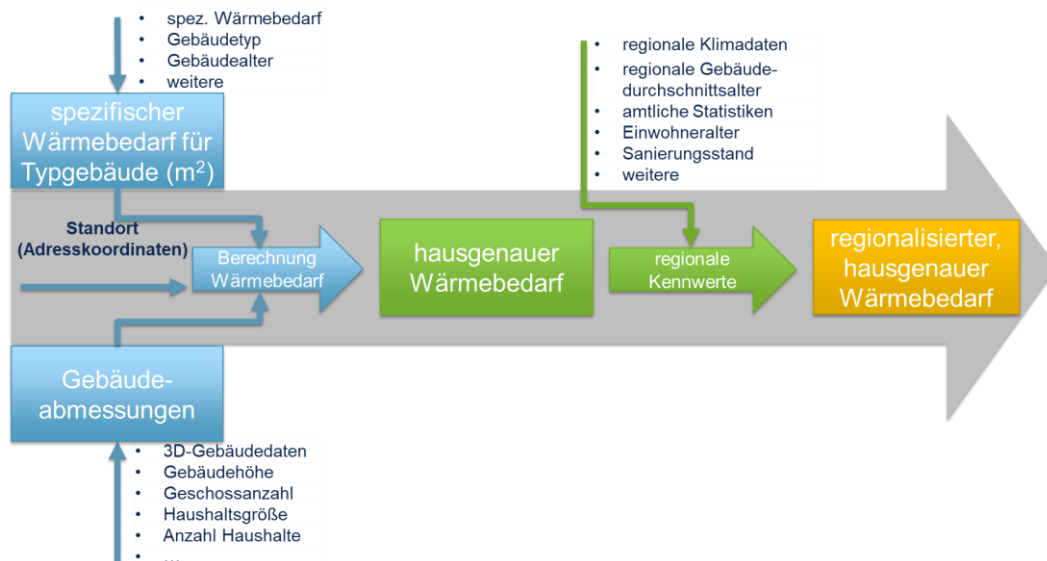 • spez. Wärmebedarf
• Gebäudetyp
• Gebäudealter
• weitere
spezifischer
Wärmebedarf für
Typgebäude (m²)
• regionale Klimadaten
• regionale Gebäude-
durchschnittsalter
• amtliche Statistiken
• Einwohneralter
• Sanierungsstand
• weitere
Standort
(Adresskoordinaten)
Berechnung
Wärmebedarf
hausgenauer
Wärmebedarf
regionale
Kennwerte
regionalisierter,
hausgenauer
Wärmebedarf
Gebäude-
abmessungen
• 3D-Gebäudedaten
• Gebäudehöhe
• Geschossanzahl
• Haushaltsgröße
• Anzahl Haushalte
• …